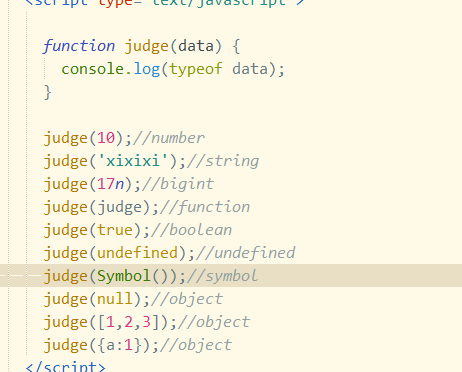 <script type="text/javascript">
function judge(data) {
console.log(typeof data);
}
judge(10);//number
judge('xixixi');//string
judge(17n);//bigint
judge(judge);//function
judge(true);//boolean
judge(undefined);//undefined
judge(Symbol());//symbol
judge(null);//object
judge([1,2,3]);//object
judge({a:1});//object
</script>